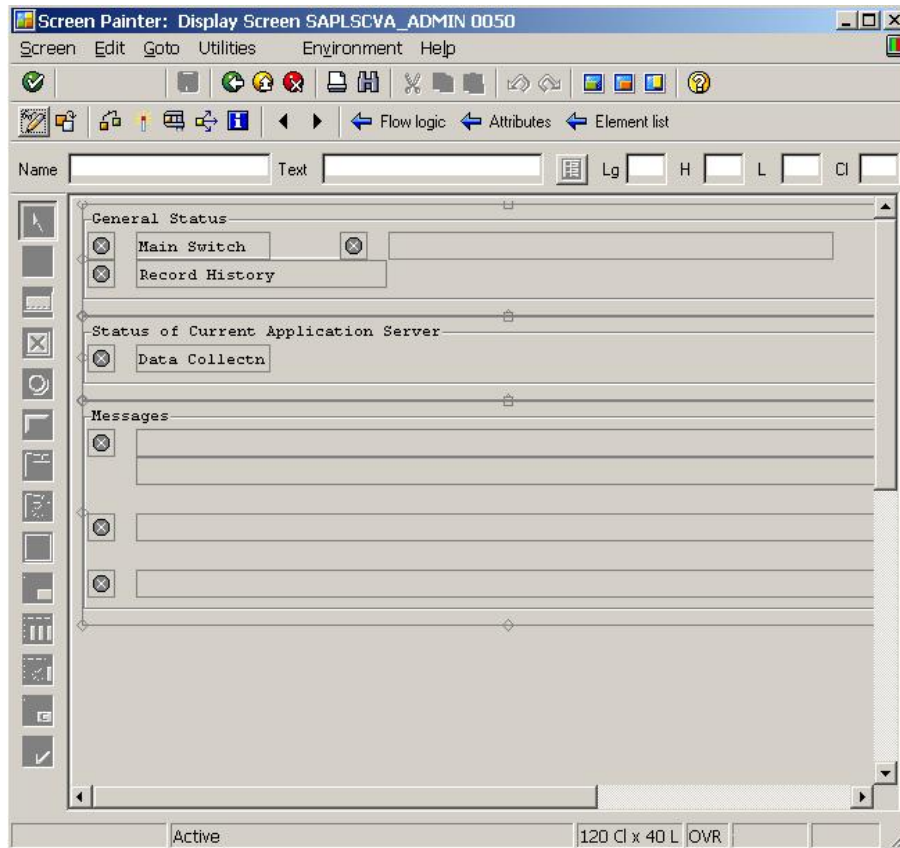 Screen Painter: Display Screen SAPLSCVA_ADMIN 0050
Screen Edit Goto Utilities Environment Help
Flow logic Attributes Element list
Name Text Lg H L Cl
General Status
Main Switch
Record History
Status of Current Application Server
Data Collectn
Messages
Active 120 Cl x 40 L OVR